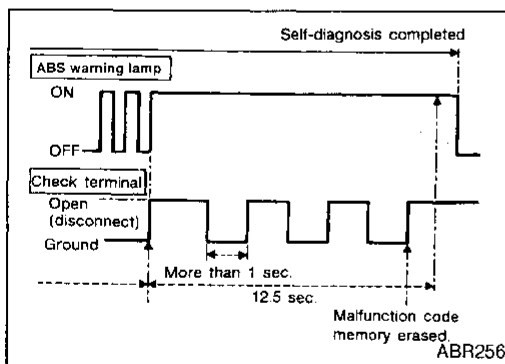 Self-diagnosis completed
ABS warning lamp
ON
OFF
Check terminal
Open
(disconnect)
Ground
More than 1 sec.
12.5 sec.
Malfunction code
memory erased.
ABR256